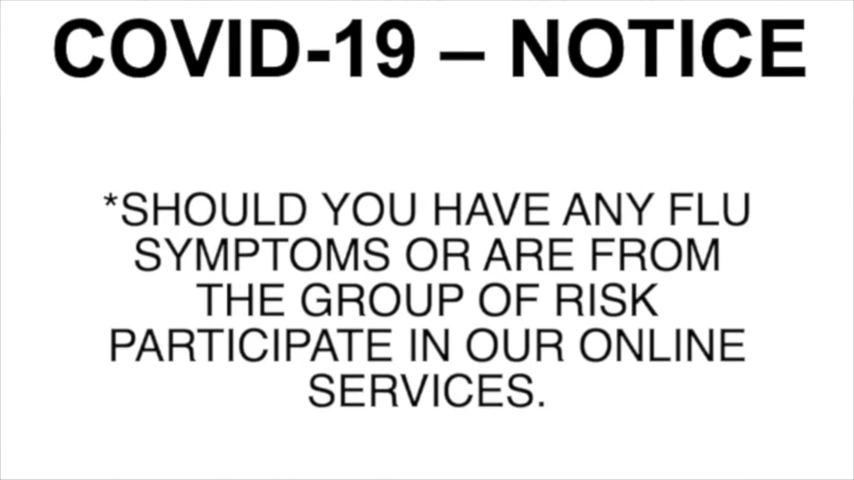 COVID-19 – NOTICE
*SHOULD YOU HAVE ANY FLU
SYMPTOMS OR ARE FROM
THE GROUP OF RISK
PARTICIPATE IN OUR ONLINE
SERVICES.